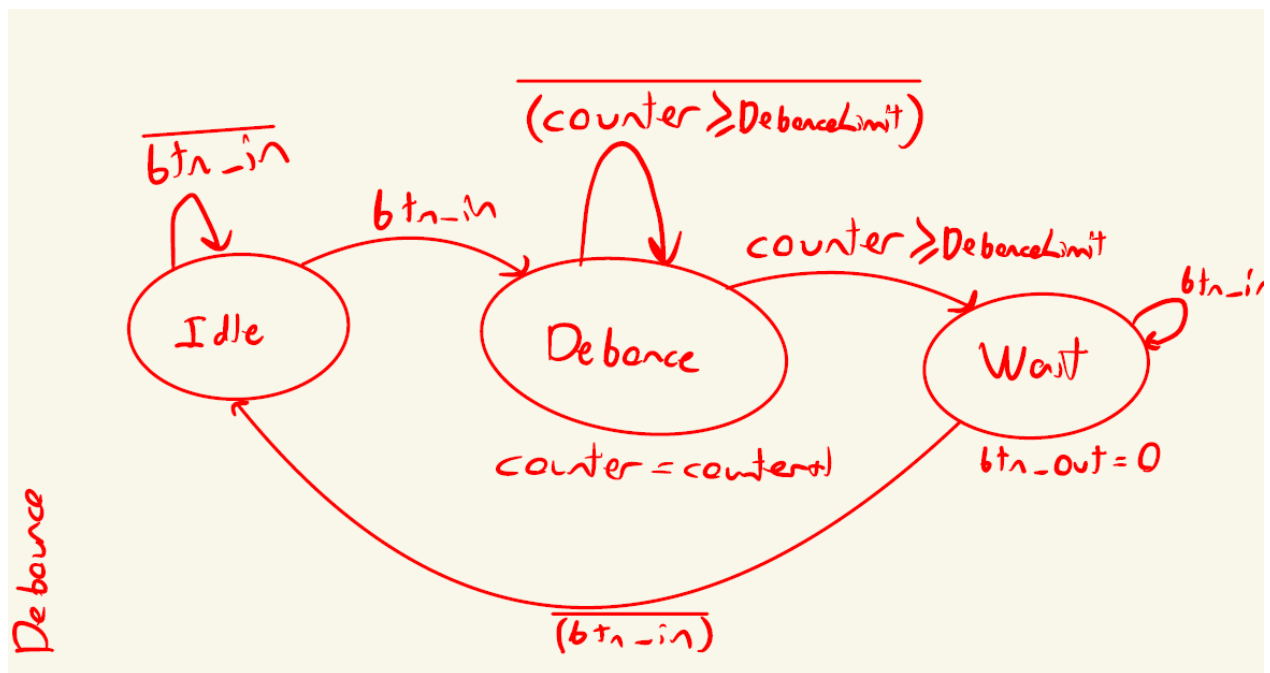 (counter ≥ DebonceLimit)
btn_in
btn_in
counter ≥ DebonceLimit
btn_in
Idle
Debonce
Wait
counter = counter+1
btn_out = 0
Debounce
(btn_in)